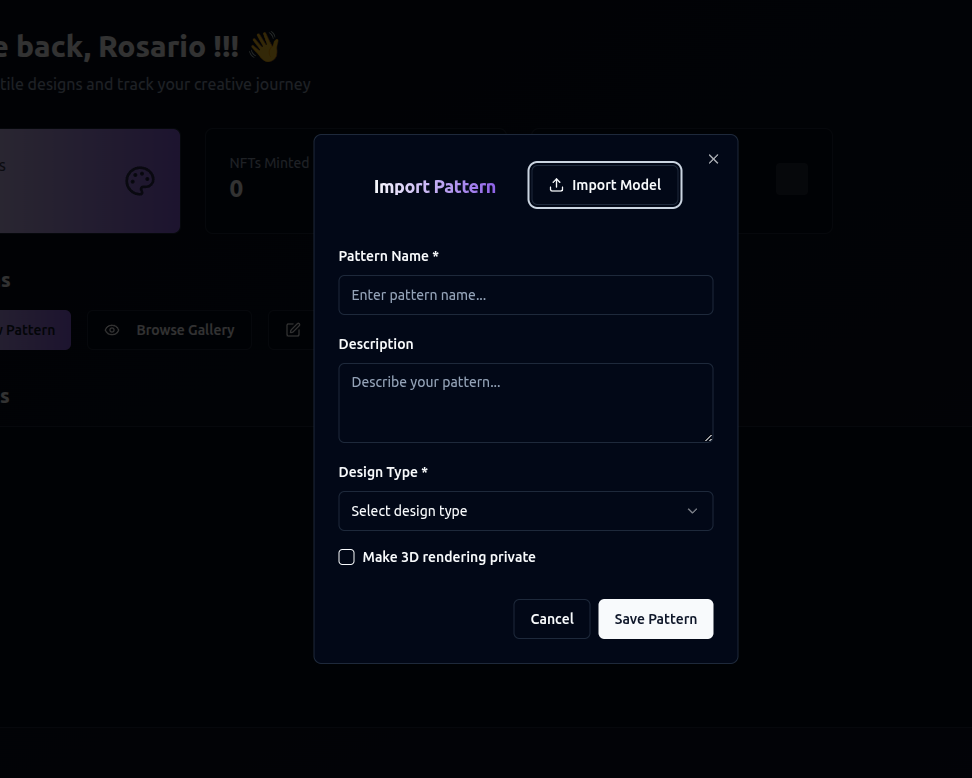 e back, Rosario !!! 👋
tile designs and track your creative journey
s
NFTs Minted
0
Import Pattern
Import Model
Pattern Name *
Enter pattern name...
s
y Pattern
Browse Gallery
Description
Describe your pattern...
s
Design Type *
Select design type
Make 3D rendering private
Cancel
Save Pattern